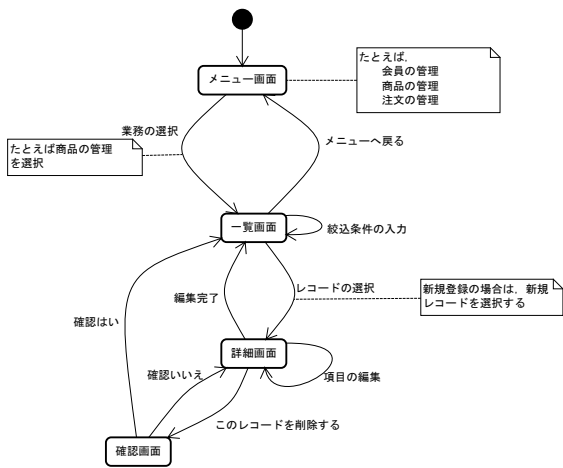 メニュー画面
たとえば，
会員の管理
商品の管理
注文の管理
業務の選択
メニューへ戻る
たとえば商品の管理
を選択
一覧画面
絞込条件の入力
編集完了
レコードの選択
新規登録の場合は，新規
レコードを選択する
確認はい
詳細画面
確認いいえ
項目の編集
このレコードを削除する
確認画面